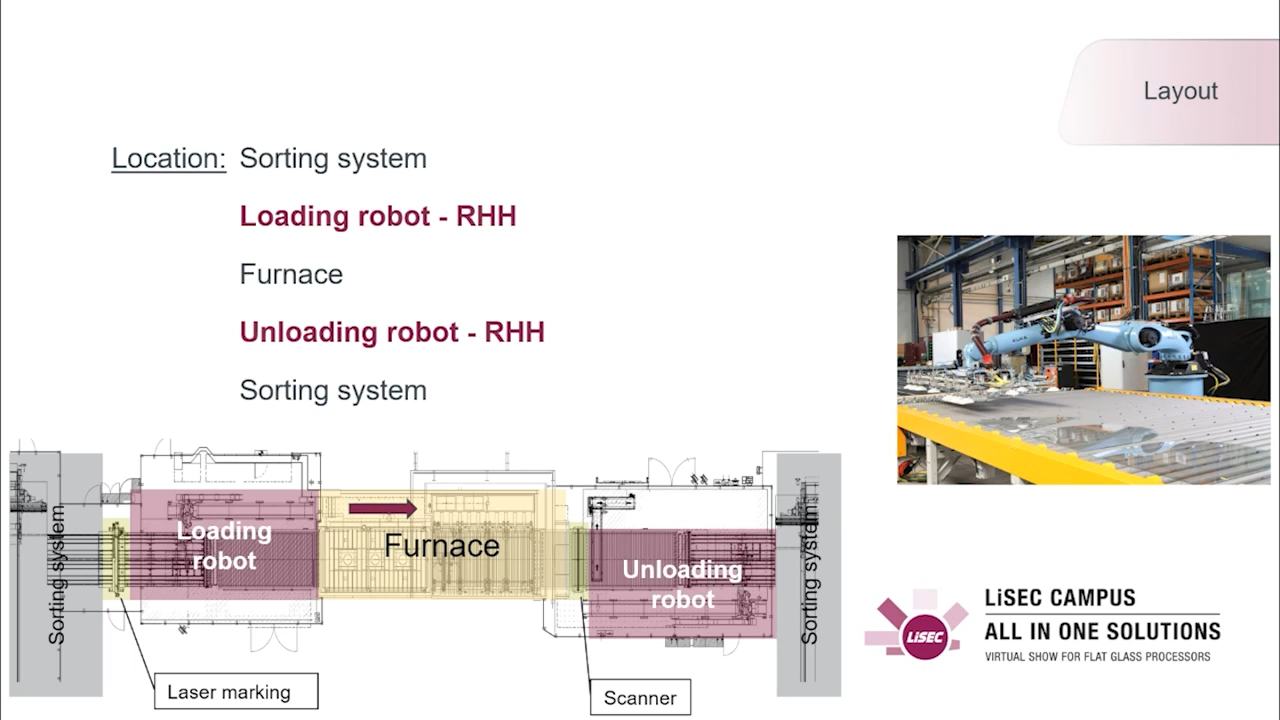 Layout
Location: Sorting system
Loading robot - RHH
Furnace
Unloading robot - RHH
Sorting system
Sorting system
Loading
robot
Furnace
Unloading
robot
Sorting system
Laser marking
Scanner
LiSEC
LiSEC CAMPUS
ALL IN ONE SOLUTIONS
VIRTUAL SHOW FOR FLAT GLASS PROCESSORS
KUKA